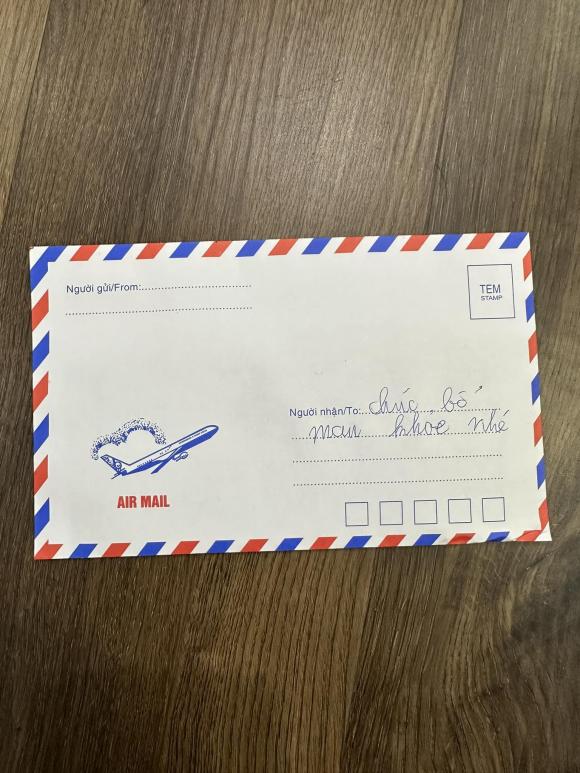 Người gửi/From:
TEM
STAMP
Người nhận/To: chúc bố
mau khỏe nhé
AIR MAIL